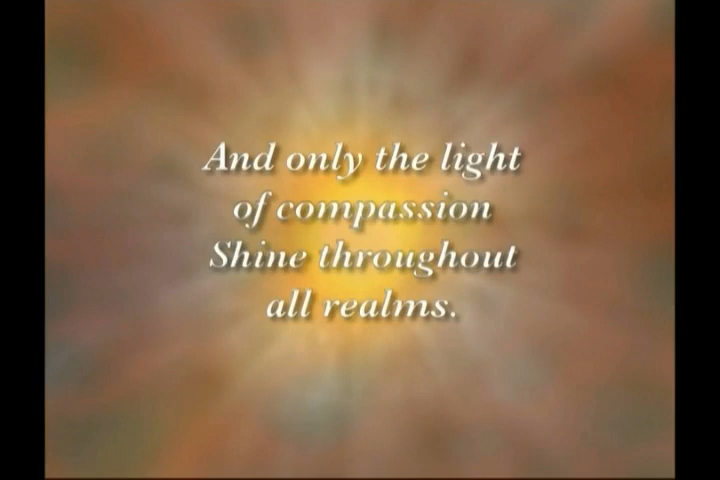 And only the light
of compassion
Shine throughout
all realms.